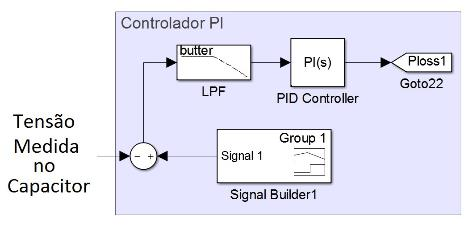 Controlador PI
butter
LPF
PI(s)
PID Controller
Ploss1
Goto22
Tensão
Medida
no
Capacitor
− +
Group 1
Signal 1
Signal Builder1